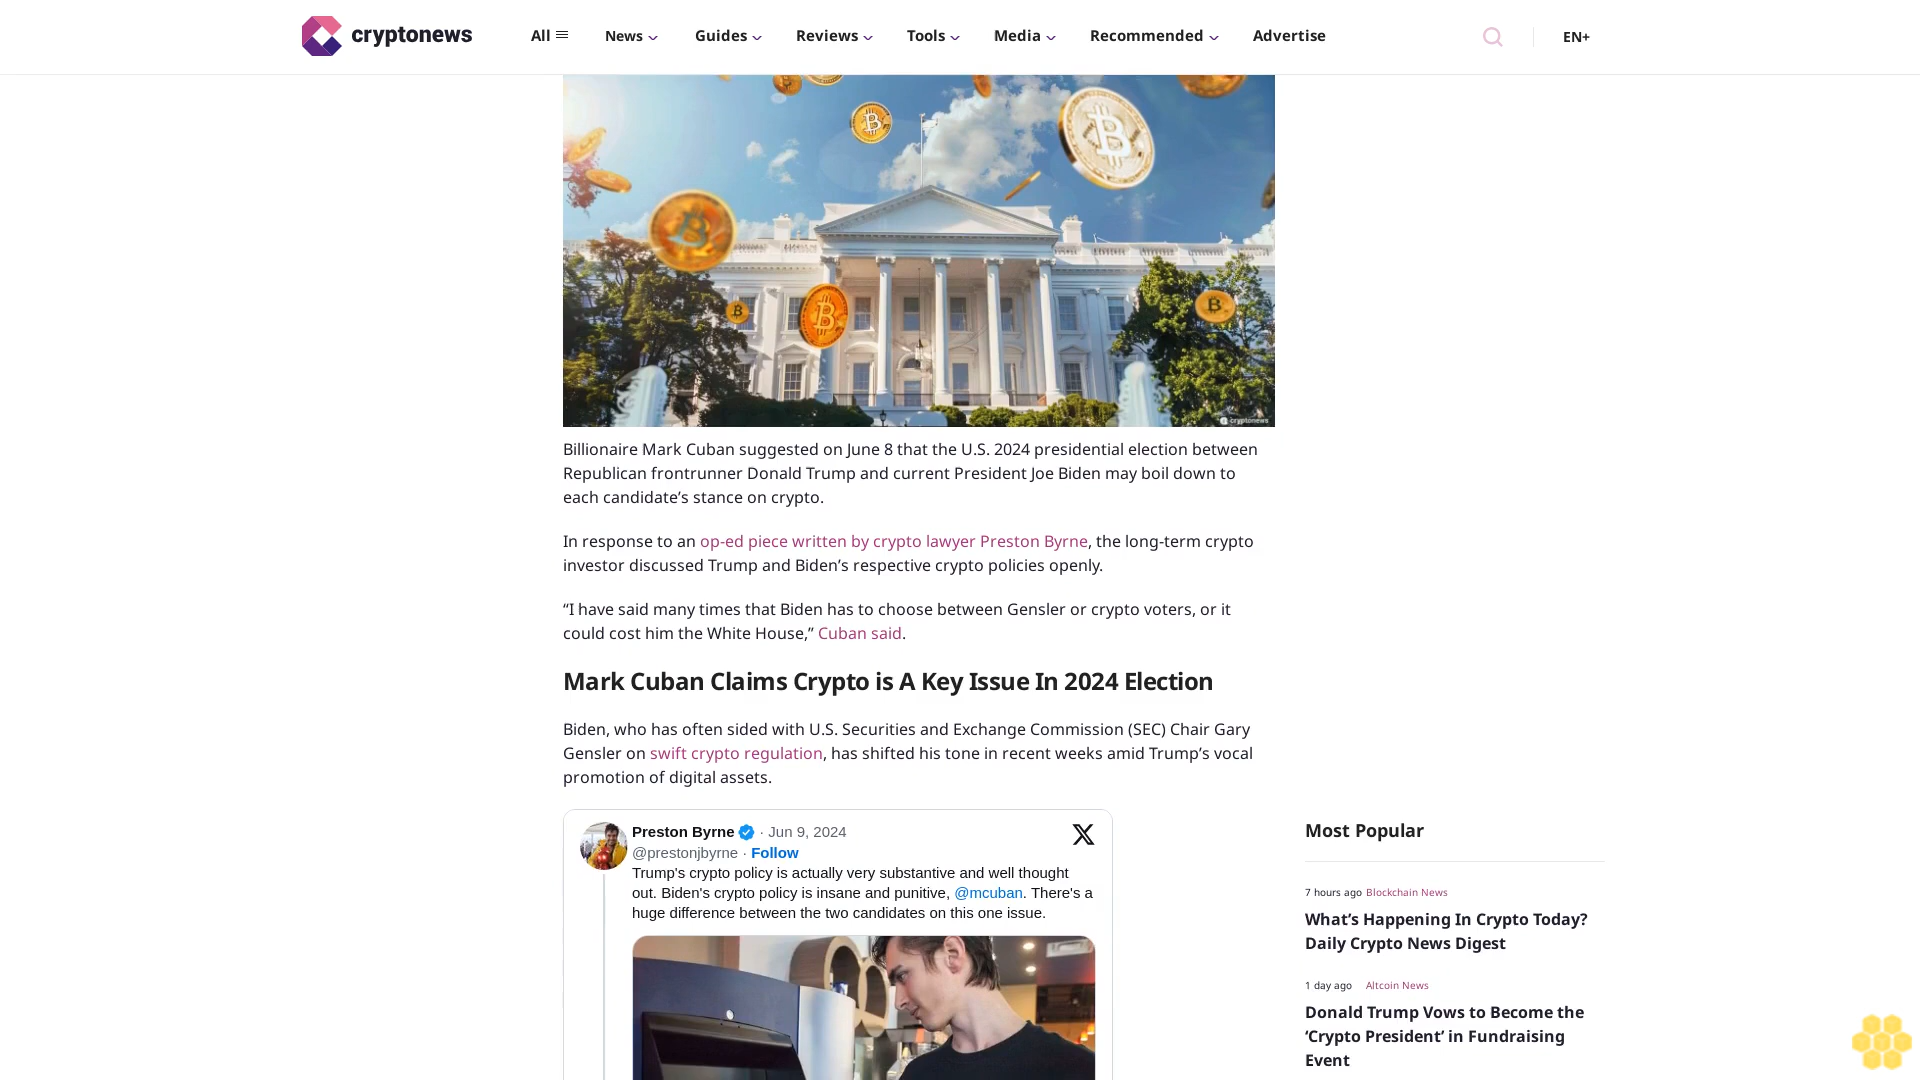 cryptonews
All
News
Guides
Reviews
Tools
Media
Recommended
Advertise
EN+
cryptonews
Billionaire Mark Cuban suggested on June 8 that the U.S. 2024 presidential election between
Republican frontrunner Donald Trump and current President Joe Biden may boil down to
each candidate’s stance on crypto.
In response to an op-ed piece written by crypto lawyer Preston Byrne, the long-term crypto
investor discussed Trump and Biden’s respective crypto policies openly.
“I have said many times that Biden has to choose between Gensler or crypto voters, or it
could cost him the White House,” Cuban said.
Mark Cuban Claims Crypto is A Key Issue In 2024 Election
Biden, who has often sided with U.S. Securities and Exchange Commission (SEC) Chair Gary
Gensler on swift crypto regulation, has shifted his tone in recent weeks amid Trump’s vocal
promotion of digital assets.
Preston Byrne · Jun 9, 2024
@prestonjbyrne · Follow
Trump's crypto policy is actually very substantive and well thought
out. Biden's crypto policy is insane and punitive, @mcuban. There's a
huge difference between the two candidates on this one issue.
Most Popular
7 hours ago Blockchain News
What’s Happening In Crypto Today?
Daily Crypto News Digest
1 day ago Altcoin News
Donald Trump Vows to Become the
‘Crypto President’ in Fundraising
Event